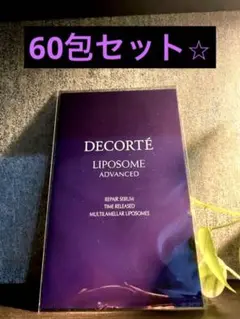 60包セット☆
DECORTÉ
LIPOSOME
ADVANCED
REPAIR SERUM
TIME RELEASED
MULTILAMELLAR LIPOSOMES